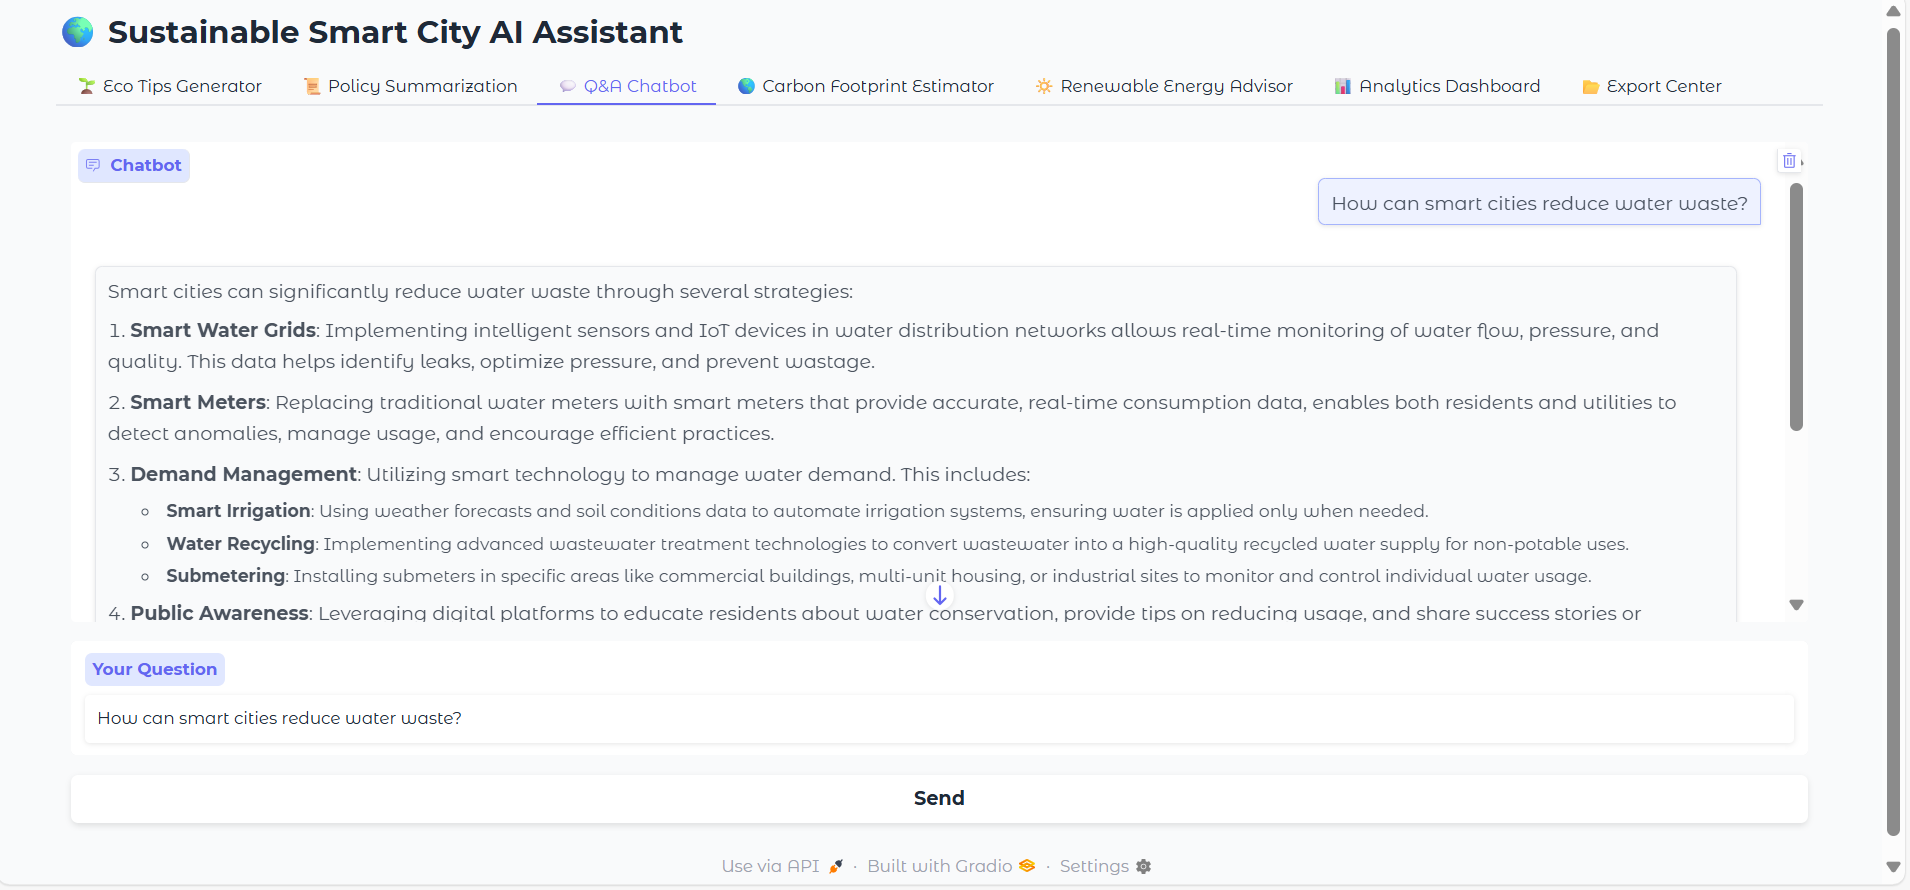 Sustainable Smart City AI Assistant
Eco Tips Generator
Policy Summarization
Q&A Chatbot
Carbon Footprint Estimator
Renewable Energy Advisor
Analytics Dashboard
Export Center
Chatbot
How can smart cities reduce water waste?
Smart cities can significantly reduce water waste through several strategies:
1. Smart Water Grids: Implementing intelligent sensors and IoT devices in water distribution networks allows real-time monitoring of water flow, pressure, and
quality. This data helps identify leaks, optimize pressure, and prevent wastage.
2. Smart Meters: Replacing traditional water meters with smart meters that provide accurate, real-time consumption data, enables both residents and utilities to
detect anomalies, manage usage, and encourage efficient practices.
3. Demand Management: Utilizing smart technology to manage water demand. This includes:
Smart Irrigation: Using weather forecasts and soil conditions data to automate irrigation systems, ensuring water is applied only when needed.
Water Recycling: Implementing advanced wastewater treatment technologies to convert wastewater into a high-quality recycled water supply for non-potable uses.
Submetering: Installing submeters in specific areas like commercial buildings, multi-unit housing, or industrial sites to monitor and control individual water usage.
4. Public Awareness: Leveraging digital platforms to educate residents about water conservation, provide tips on reducing usage, and share success stories or
Your Question
How can smart cities reduce water waste?
Send
Use via API · Built with Gradio · Settings